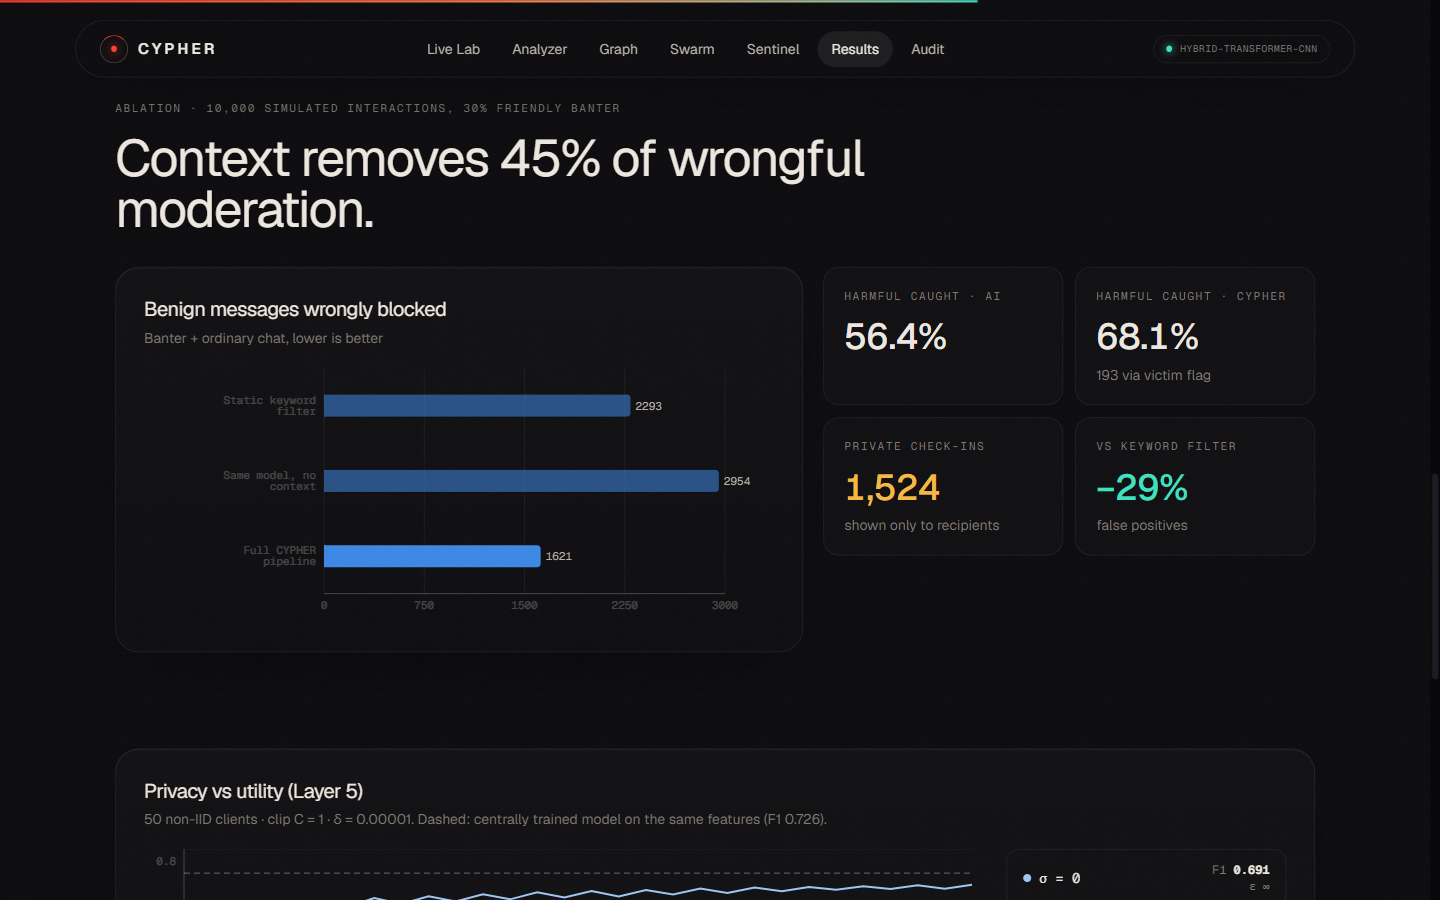 CYPHER
Live Lab
Analyzer
Graph
Swarm
Sentinel
Results
Audit
HYBRID-TRANSFORMER-CNN
ABLATION · 10,000 SIMULATED INTERACTIONS, 30% FRIENDLY BANTER
Context removes 45% of wrongful
moderation.
Benign messages wrongly blocked
Banter + ordinary chat, lower is better
Static keyword
filter
2293
Same model, no
context
2954
Full CYPHER
pipeline
1621
0
750
1500
2250
3000
HARMFUL CAUGHT · AI
56.4%
HARMFUL CAUGHT · CYPHER
68.1%
193 via victim flag
PRIVATE CHECK-INS
1,524
shown only to recipients
VS KEYWORD FILTER
−29%
false positives
Privacy vs utility (Layer 5)
50 non-IID clients · clip C = 1 · δ = 0.00001. Dashed: centrally trained model on the same features (F1 0.726).
0.8
σ = 0
F1 0.691
ε ∞